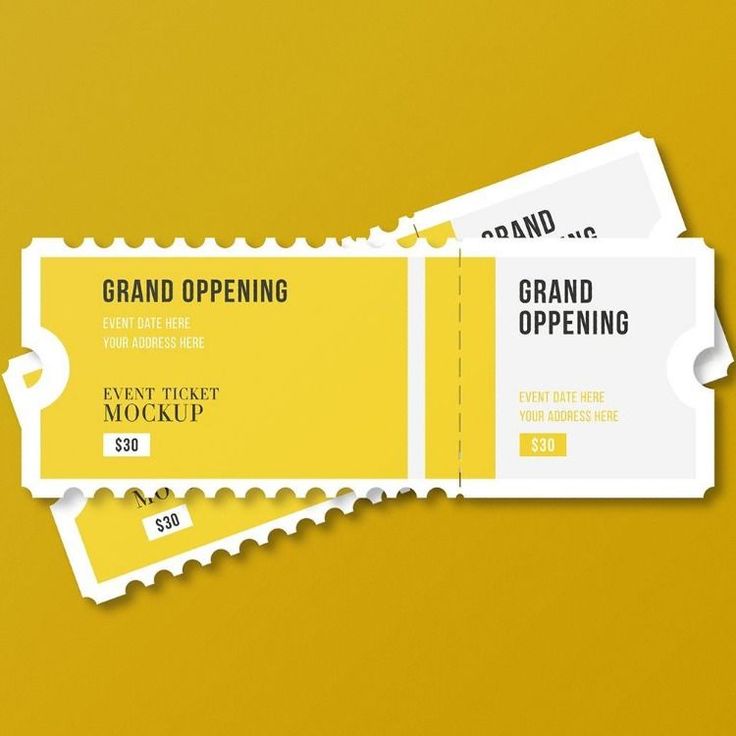 GRAND OPPENING
EVENT DATE HERE
YOUR ADDRESS HERE
EVENT TICKET
MOCKUP
$30
GRAND
OPPENING
EVENT DATE HERE
YOUR ADDRESS HERE
$30
GRAND
$30